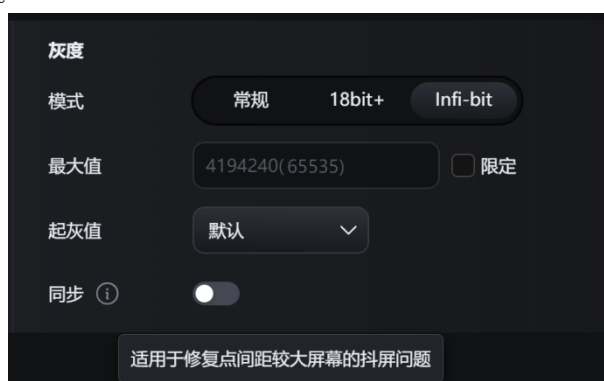 灰度
模式 常规 18bit+ Infi-bit
最大值 4194240(65535) 限定
起灰值 默认
同步
适用于修复点间距较大屏幕的抖屏问题